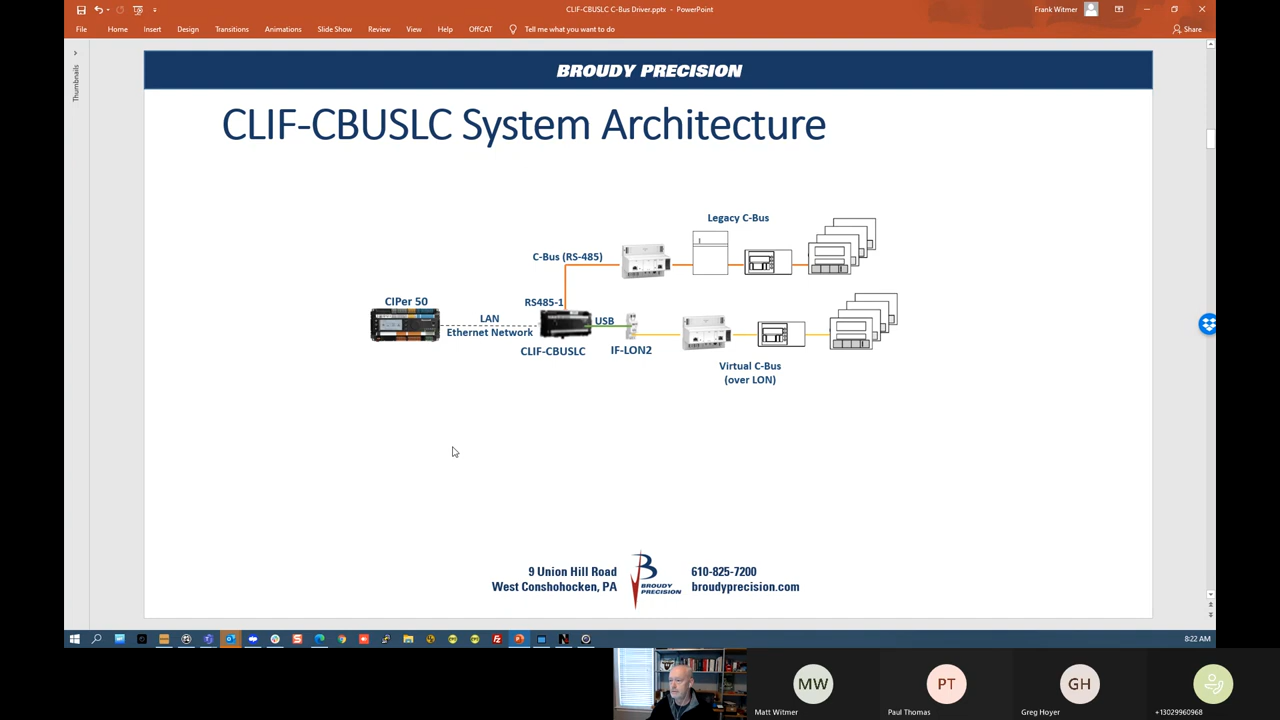 CLIF-CBUSLC C-Bus Driver.pptx - PowerPoint
Frank Witmer
File Home Insert Design Transitions Animations Slide Show Review View Help OffCAT Tell me what you want to do
Share
Thumbnails
BROUDY PRECISION
CLIF-CBUSLC System Architecture
Legacy C-Bus
C-Bus (RS-485)
CIPer 50
RS485-1
LAN
Ethernet Network
USB
CLIF-CBUSLC
IF-LON2
Virtual C-Bus
(over LON)
9 Union Hill Road
West Conshohocken, PA
B
BROUDY
PRECISION
610-825-7200
broudyprecision.com
8:22 AM
MW
PT
GH
Matt Witmer
Paul Thomas
Greg Hoyer
+13029960968